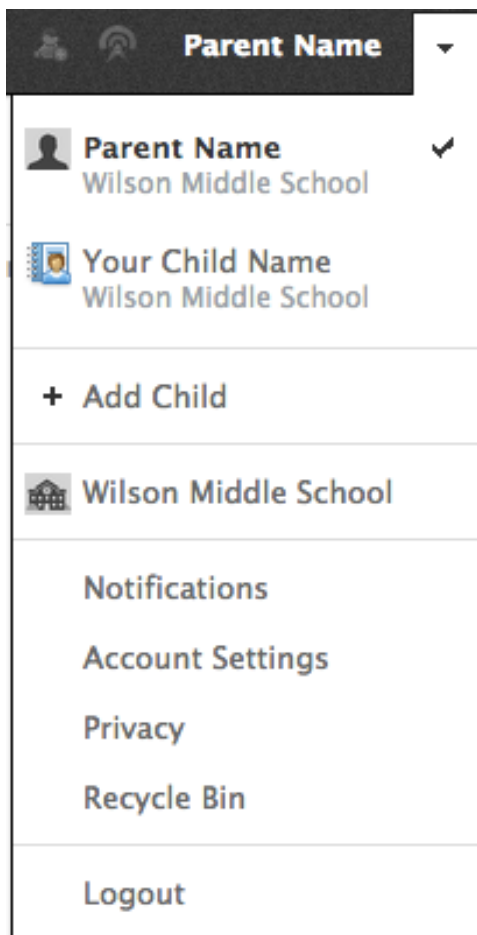 Parent Name
Parent Name
Wilson Middle School
Your Child Name
Wilson Middle School
+ Add Child
Wilson Middle School
Notifications
Account Settings
Privacy
Recycle Bin
Logout